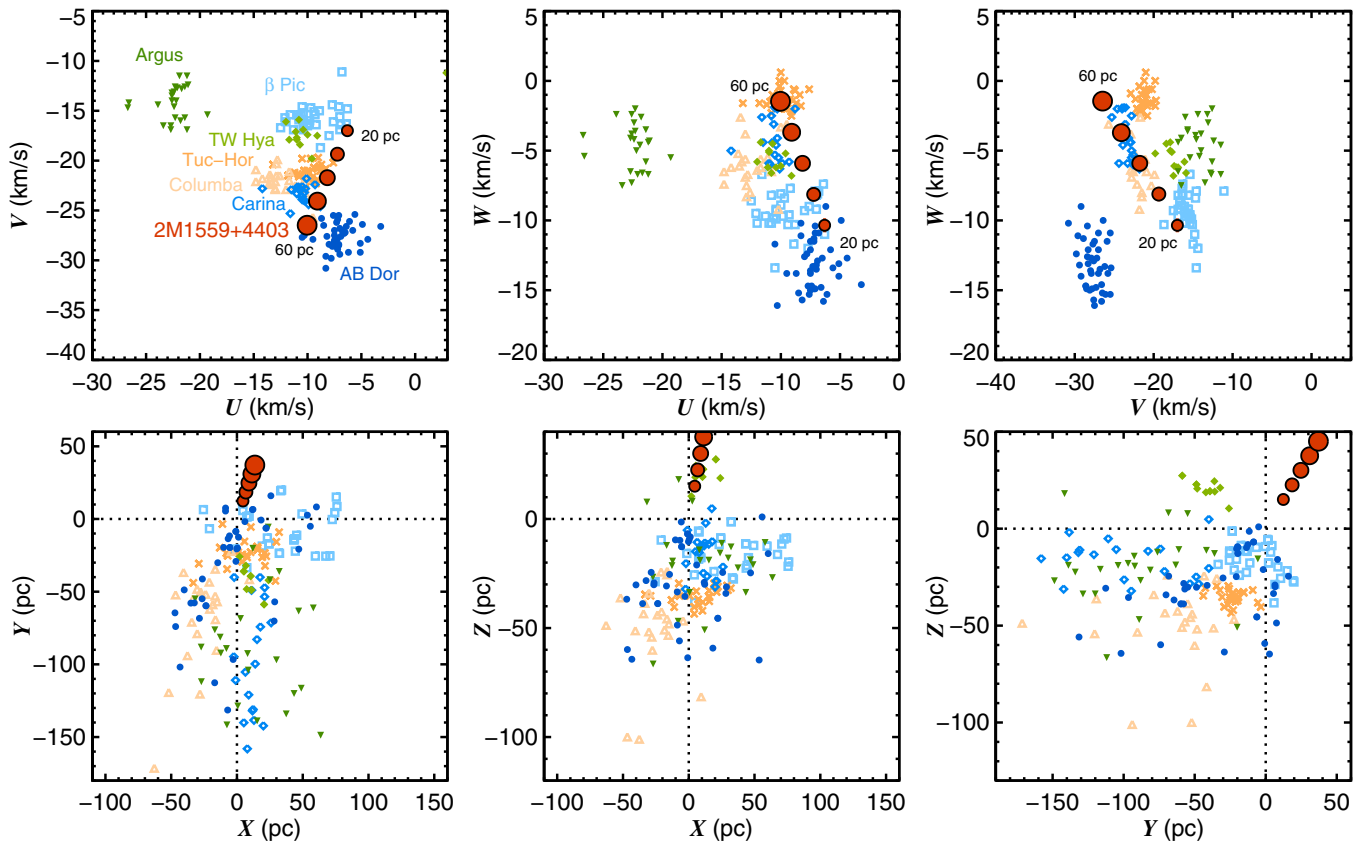 −5
−10
−15
−20
−25
−30
−35
−40
V (km/s)
−30 −25 −20 −15 −10 −5 0
U (km/s)
Argus
β Pic
TW Hya
Tuc−Hor
Columba
Carina
2M1559+4403
AB Dor
20 pc
60 pc
5
0
−5
−10
−15
−20
W (km/s)
−30 −25 −20 −15 −10 −5 0
U (km/s)
60 pc
20 pc
5
0
−5
−10
−15
−20
W (km/s)
−40 −30 −20 −10 0
V (km/s)
60 pc
20 pc
50
0
−50
−100
−150
Y (pc)
−100 −50 0 50 100 150
X (pc)
0
−50
−100
Z (pc)
−100 −50 0 50 100 150
X (pc)
50
0
−50
−100
Z (pc)
−150 −100 −50 0 50
Y (pc)